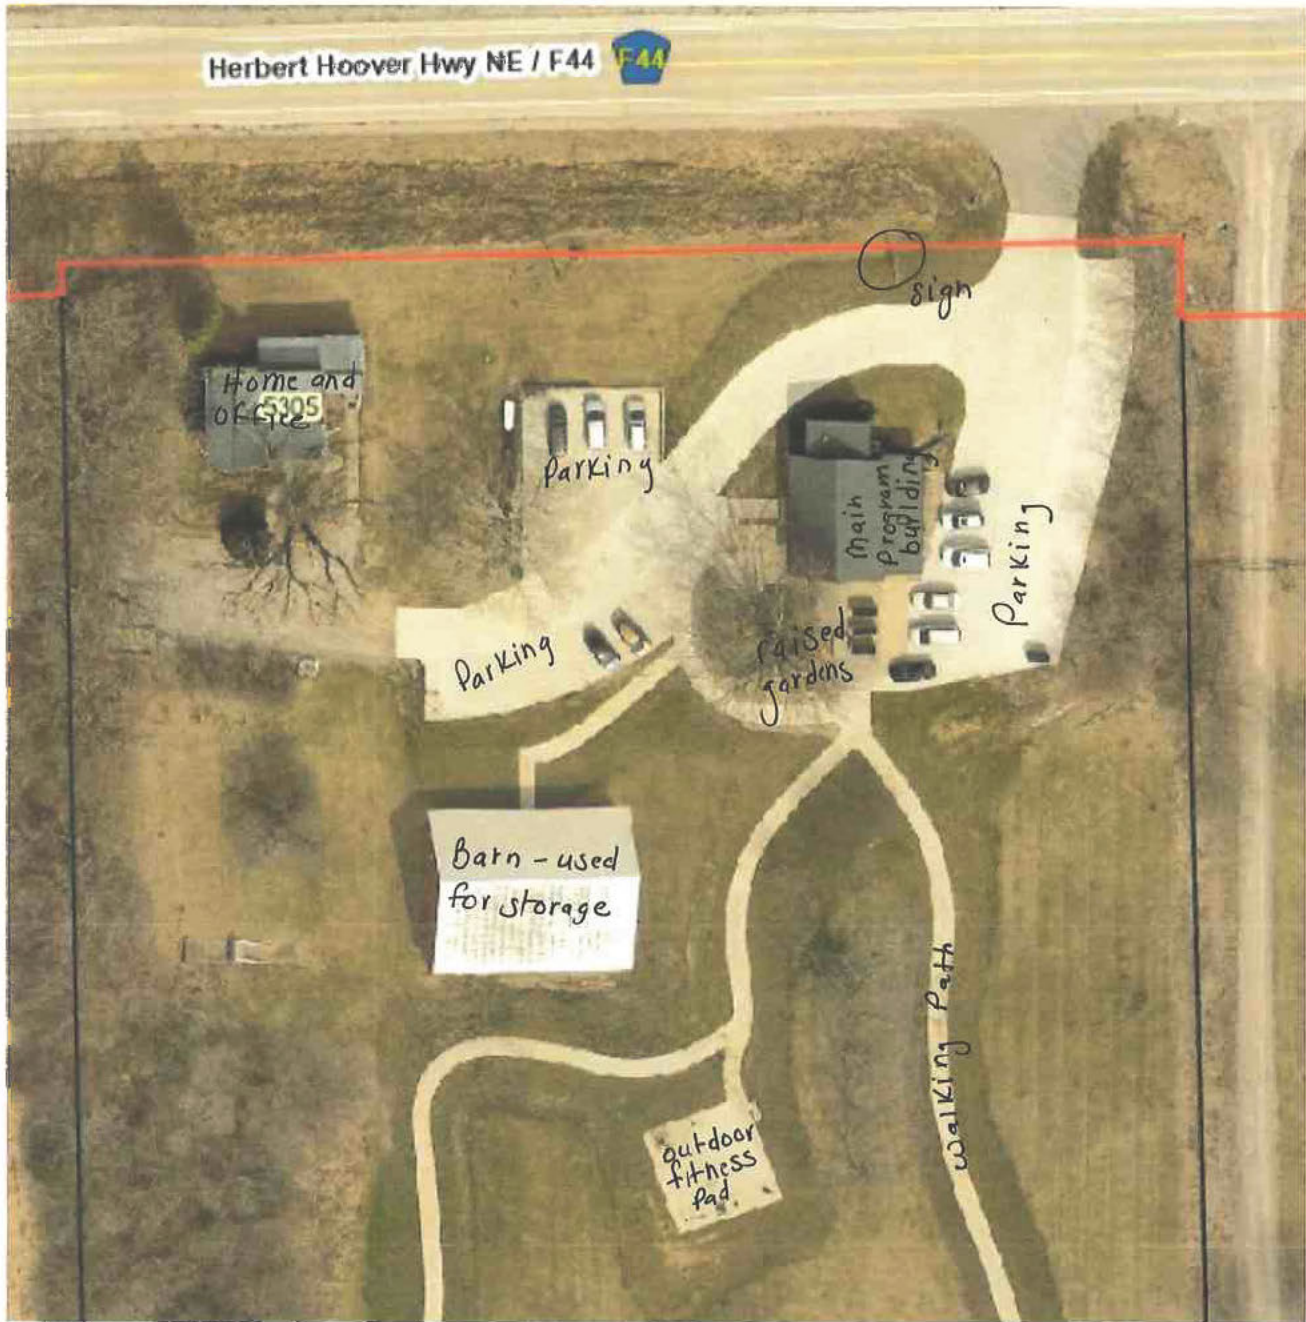 Herbert Hoover Hwy NE / F44 F44
sign
Home and
office
5305
Parking
Main
Program
building
Parking
Parking
raised
gardens
Barn - used
for storage
Walking Path
outdoor
fitness
Pad